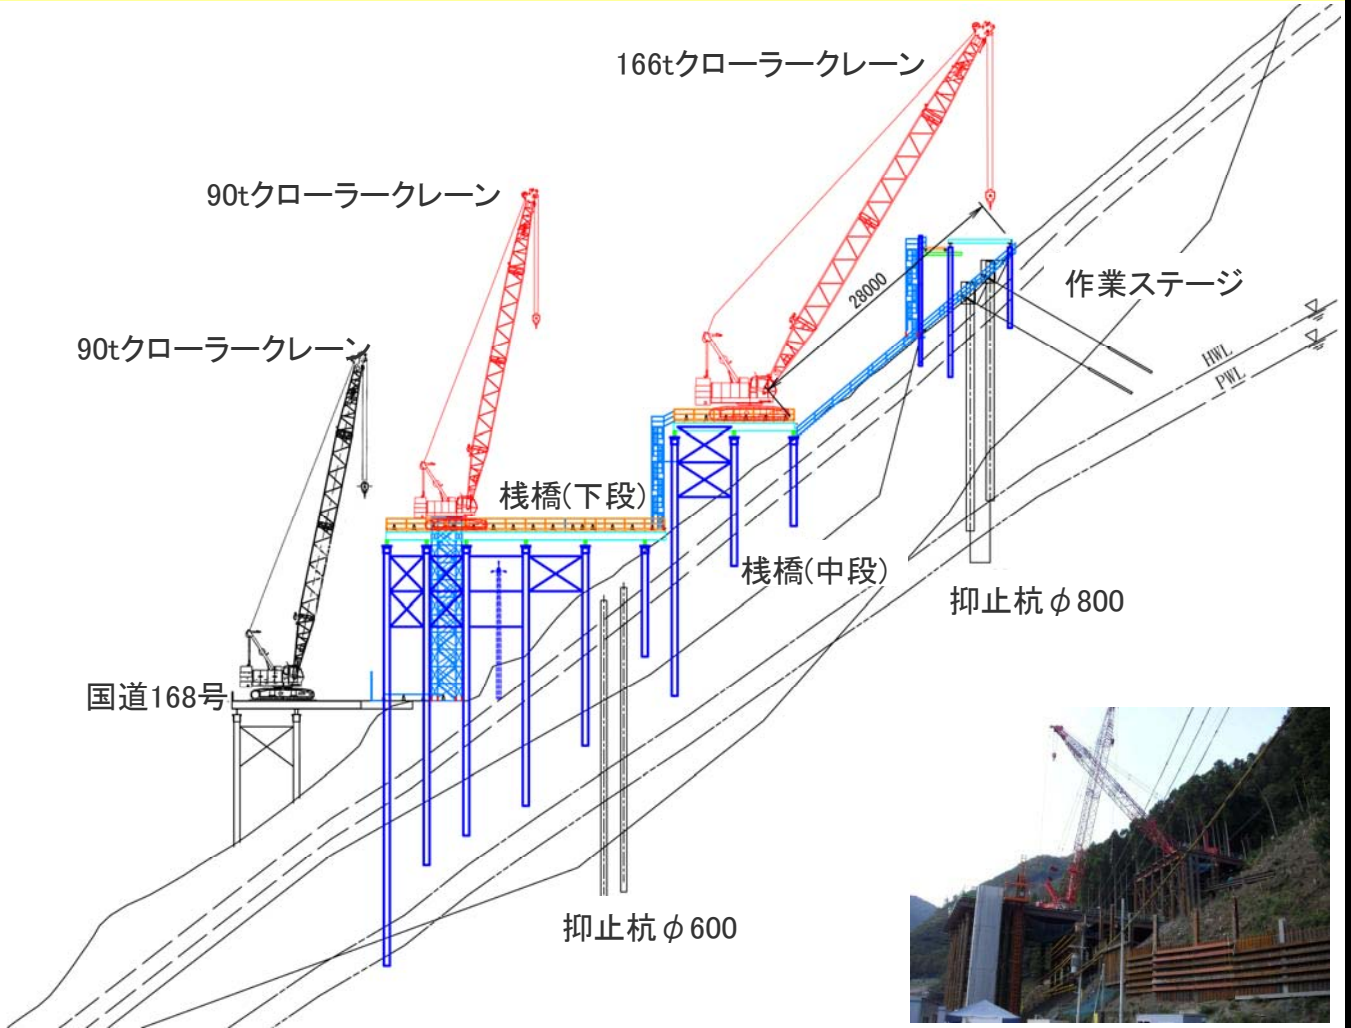 166tクローラークレーン
90tクローラークレーン
90tクローラークレーン
28000
作業ステージ
HWL
PWL
桟橋(下段)
桟橋(中段)
抑止杭φ800
国道168号
抑止杭φ600